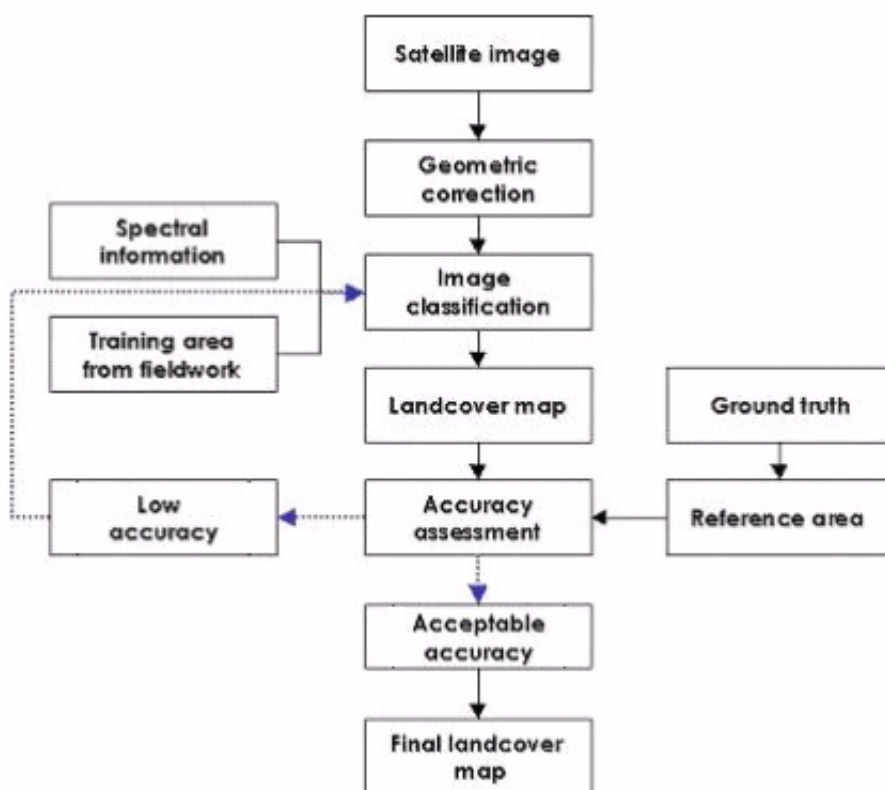 Satellite image
Geometric
correction
Spectral
information
Image
classification
Training area
from fieldwork
Landcover map
Ground truth
Low
accuracy
Accuracy
assessment
Reference area
Acceptable
accuracy
Final landcover
map